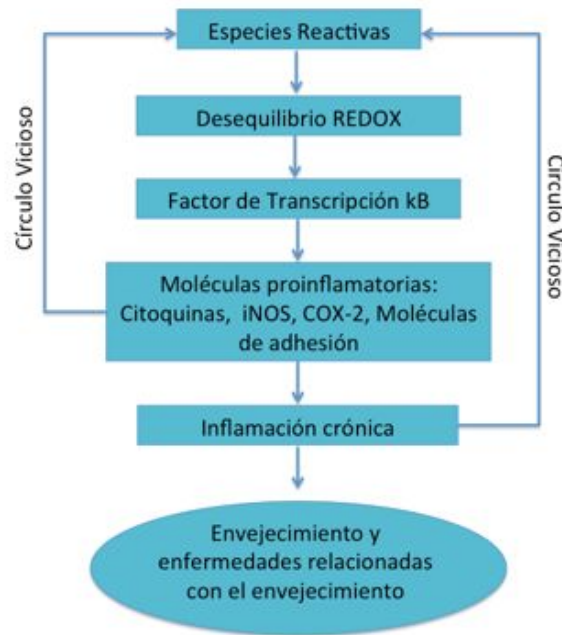 Especies Reactivas
Desequilibrio REDOX
Factor de Transcripción kB
Moléculas proinflamatorias:
Citoquinas, iNOS, COX-2, Moléculas
de adhesión
Inflamación crónica
Envejecimiento y
enfermedades relacionadas
con el envejecimiento
Círculo Vicioso
Círculo Vicioso